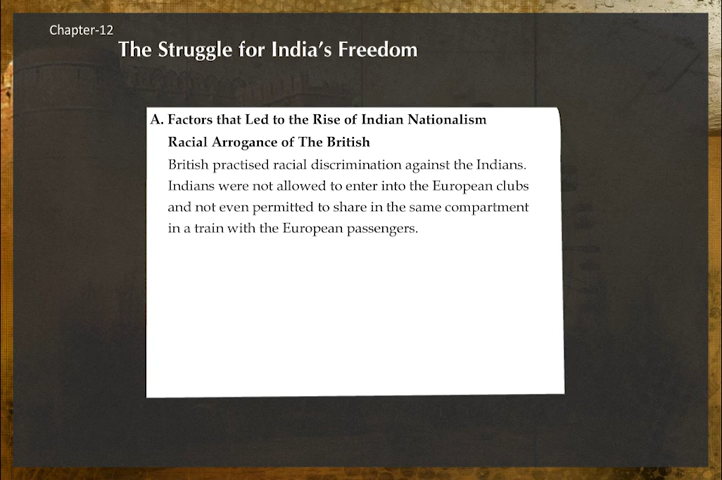 Chapter-12
The Struggle for India's Freedom
A. Factors that Led to the Rise of Indian Nationalism
Racial Arrogance of The British
British practised racial discrimination against the Indians.
Indians were not allowed to enter into the European clubs
and not even permitted to share in the same compartment
in a train with the European passengers.